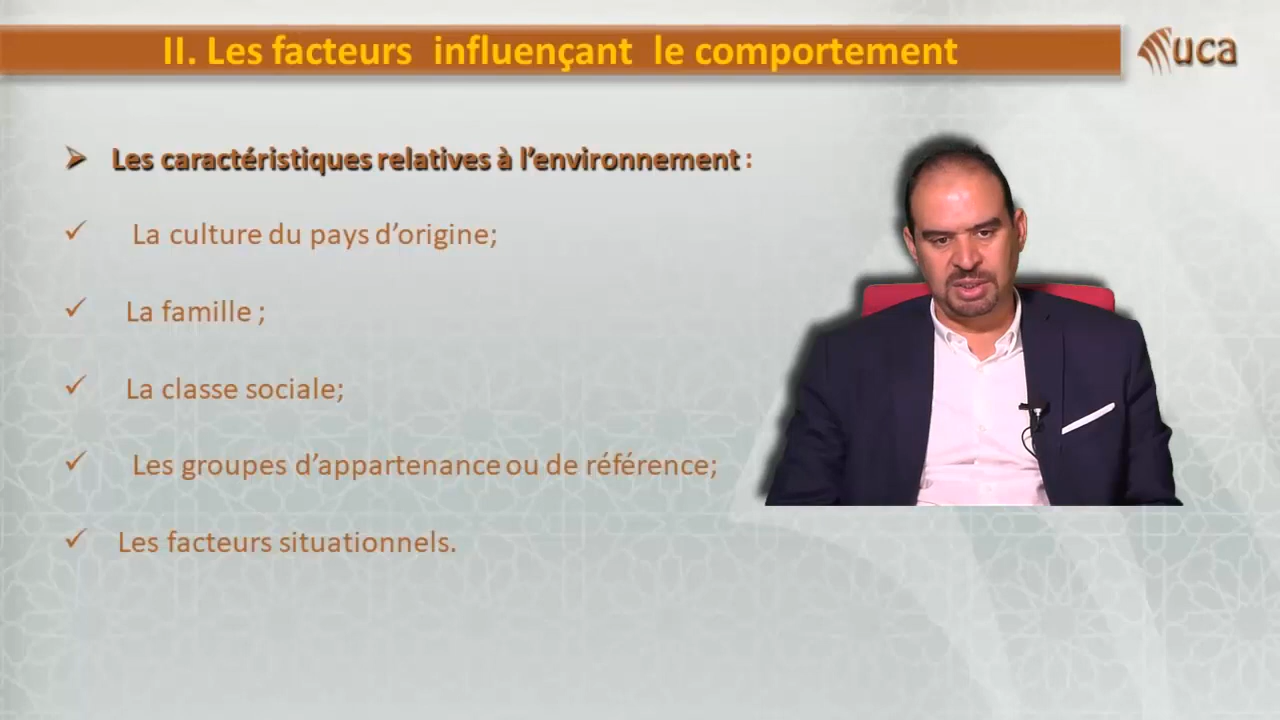 II. Les facteurs influençant le comportement
uca
Les caractéristiques relatives à l’environnement :
La culture du pays d’origine;
La famille ;
La classe sociale;
Les groupes d’appartenance ou de référence;
Les facteurs situationnels.